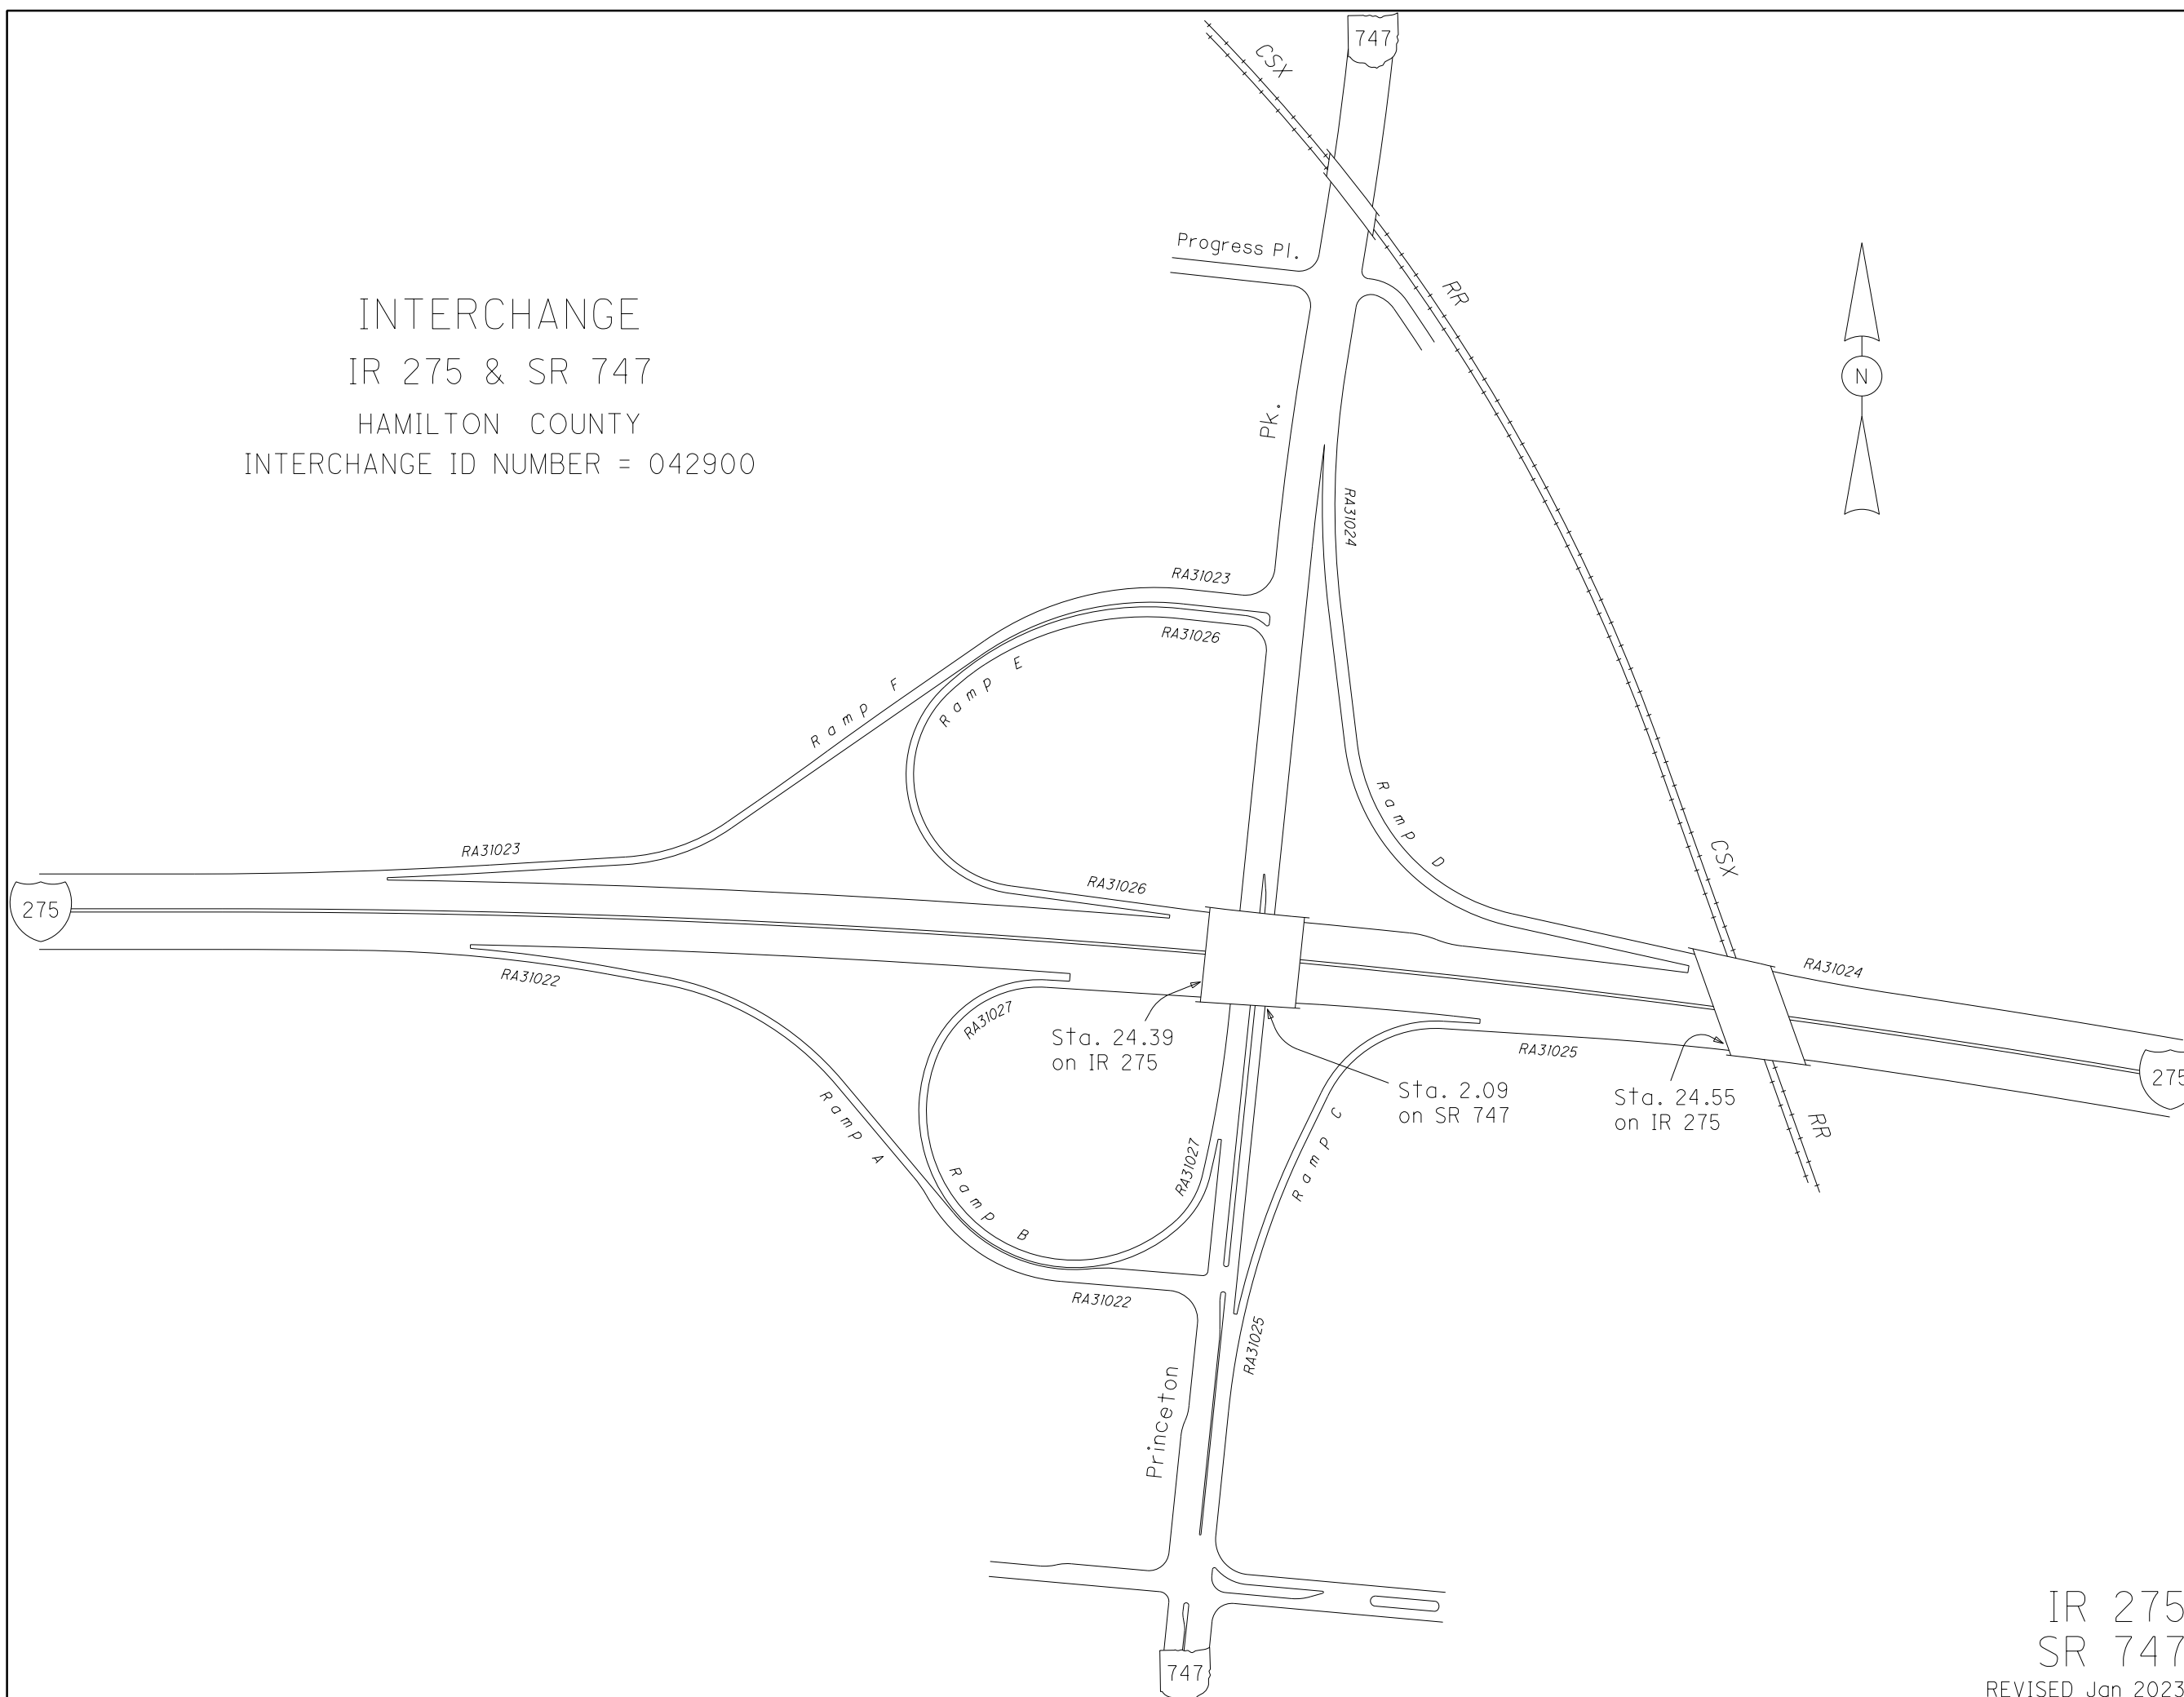 747
CSX
Progress Pl.
RR
N
INTERCHANGE
IR 275 & SR 747
HAMILTON COUNTY
INTERCHANGE ID NUMBER = 042900
Pk.
RA31024
RA31023
RA31026
Ramp F
Ramp E
Ramp D
RA31023
RA31026
CSX
275
RA31024
RA31022
RA31027
Sta. 24.39
on IR 275
RA31025
Sta. 2.09
on SR 747
Sta. 24.55
on IR 275
275
RR
Ramp A
Ramp C
Ramp B
RA31027
RA31022
RA31025
Princeton
747
IR 275
SR 747
REVISED Jan 2023